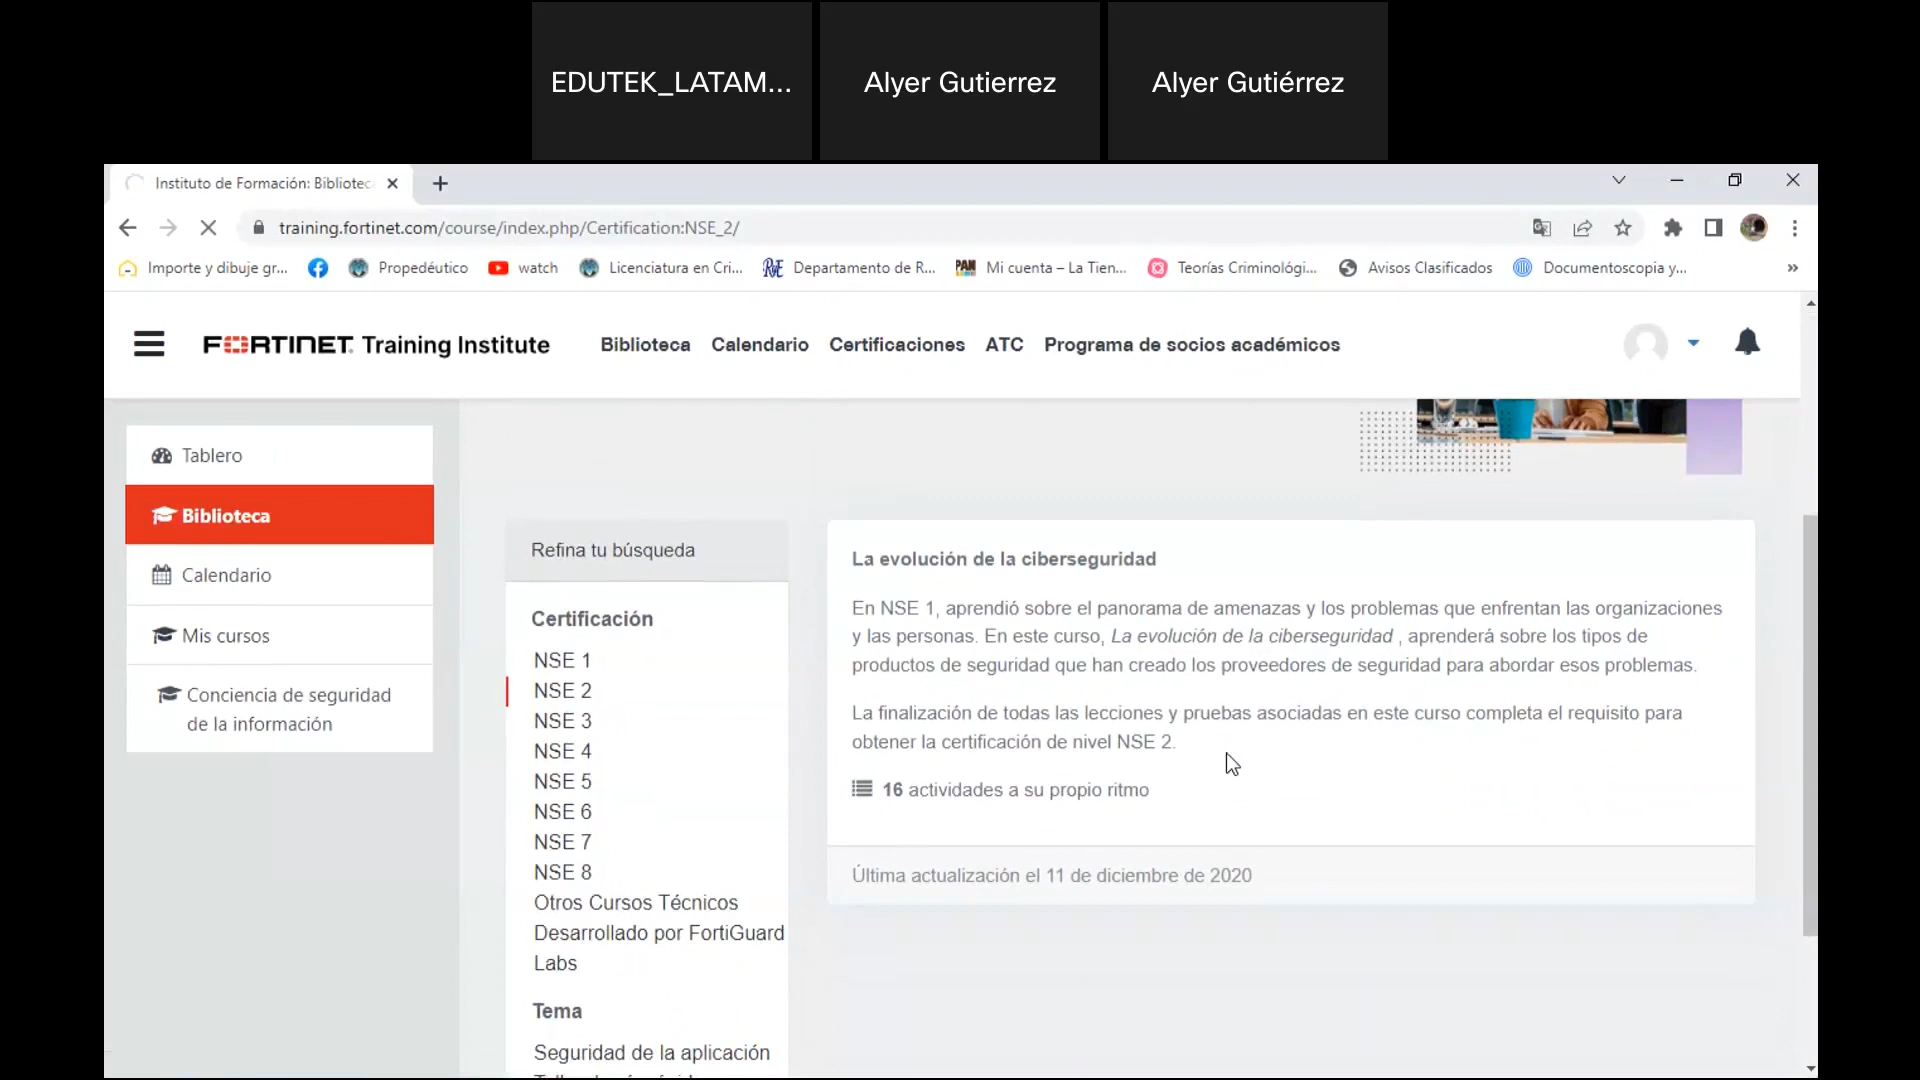 EDUTEK_LATAM...
Alyer Gutierrez
Alyer Gutiérrez
Instituto de Formación: Bibliotec
training.fortinet.com/course/index.php/Certification:NSE_2/
Importe y dibuje gr...
Propedéutico
watch
Licenciatura en Cri...
Departamento de R...
Mi cuenta – La Tien...
Teorías Criminológi...
Avisos Clasificados
Documentoscopia y...
FORTINET Training Institute
Biblioteca
Calendario
Certificaciones
ATC
Programa de socios académicos
Tablero
Biblioteca
Calendario
Mis cursos
Conciencia de seguridad
de la información
Refina tu búsqueda
Certificación
NSE 1
NSE 2
NSE 3
NSE 4
NSE 5
NSE 6
NSE 7
NSE 8
Otros Cursos Técnicos
Desarrollado por FortiGuard
Labs
Tema
Seguridad de la aplicación
La evolución de la ciberseguridad
En NSE 1, aprendió sobre el panorama de amenazas y los problemas que enfrentan las organizaciones
y las personas. En este curso, La evolución de la ciberseguridad , aprenderá sobre los tipos de
productos de seguridad que han creado los proveedores de seguridad para abordar esos problemas.
La finalización de todas las lecciones y pruebas asociadas en este curso completa el requisito para
obtener la certificación de nivel NSE 2.
16 actividades a su propio ritmo
Última actualización el 11 de diciembre de 2020